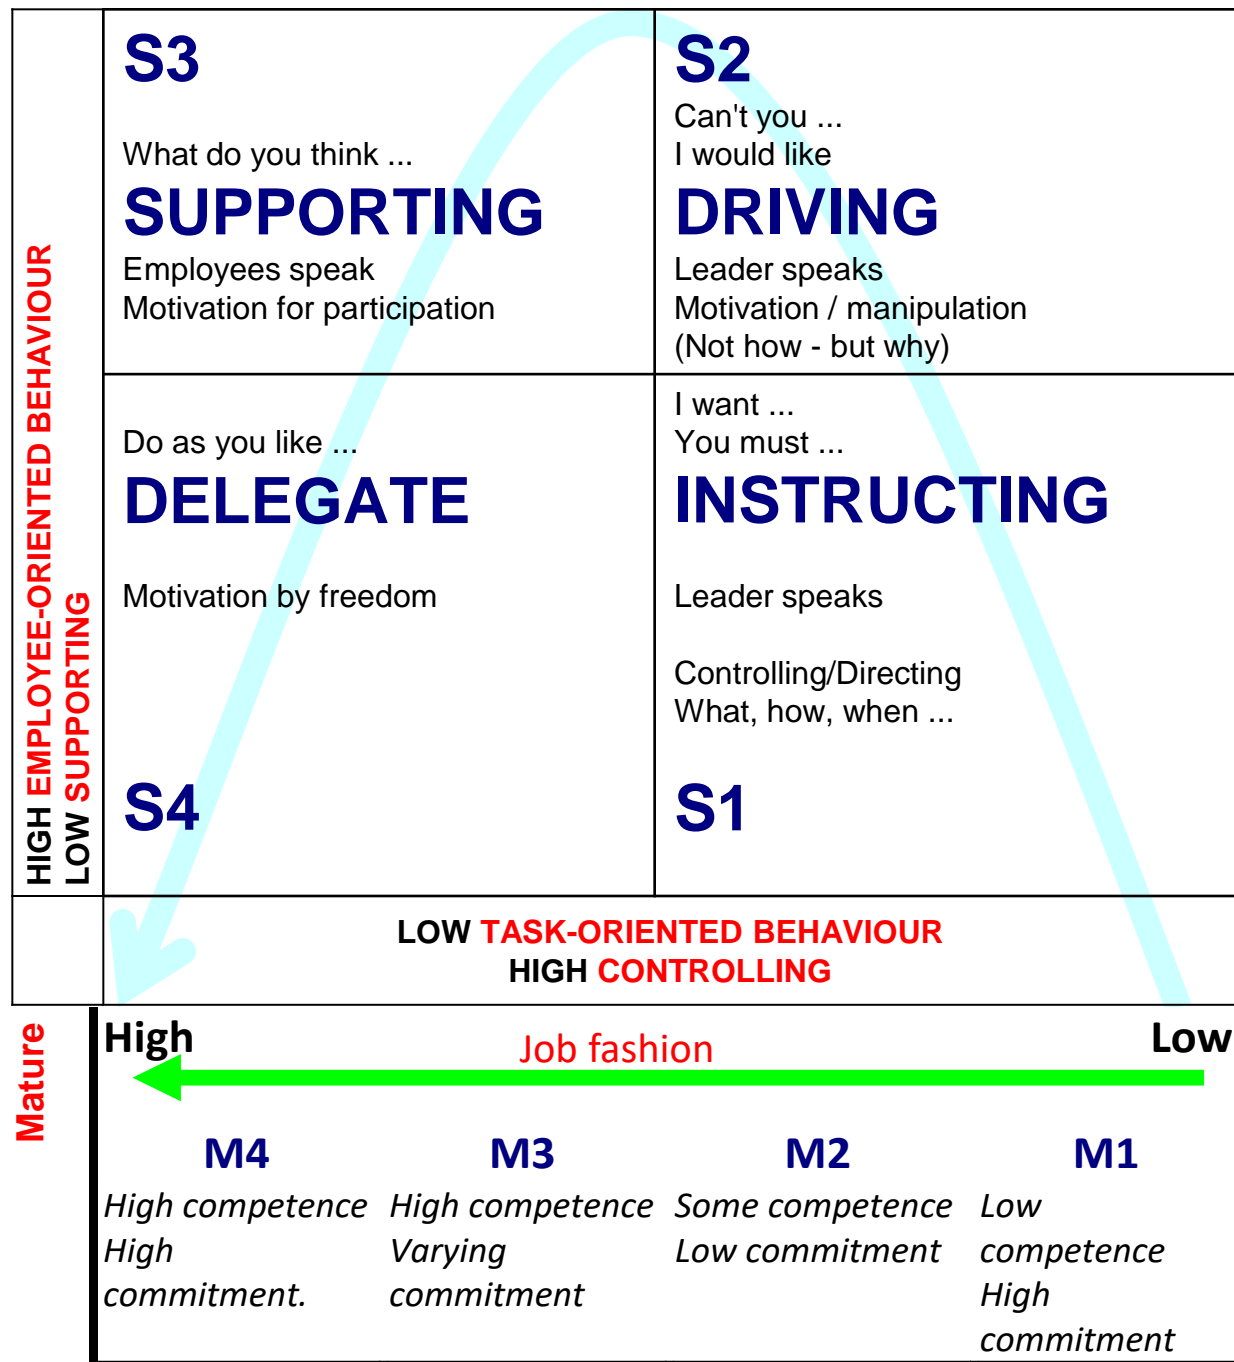 S3
What do you think ...
SUPPORTING
Employees speak
Motivation for participation
S2
Can't you ...
I would like
DRIVING
Leader speaks
Motivation / manipulation
(Not how - but why)
HIGH EMPLOYEE-ORIENTED BEHAVIOUR
LOW SUPPORTING
Do as you like ...
DELEGATE
Motivation by freedom
S4
I want ...
You must ...
INSTRUCTING
Leader speaks
Controlling/Directing
What, how, when ...
S1
LOW TASK-ORIENTED BEHAVIOUR
HIGH CONTROLLING
Mature
High
Job fashion
Low
M4
High competence
High
commitment.
M3
High competence
Varying
commitment
M2
Some competence
Low commitment
M1
Low
competence
High
commitment